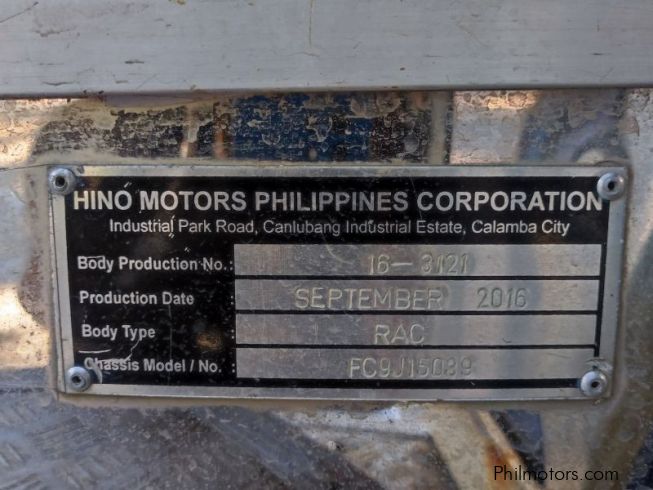 HINO MOTORS PHILIPPINES CORPORATION
Industrial Park Road, Canlubang Industrial Estate, Calamba City
Body Production No.: 16-3121
Production Date : SEPTEMBER 2016
Body Type : RAC
Chassis Model / No. : FC9J15089
Philmotors.com